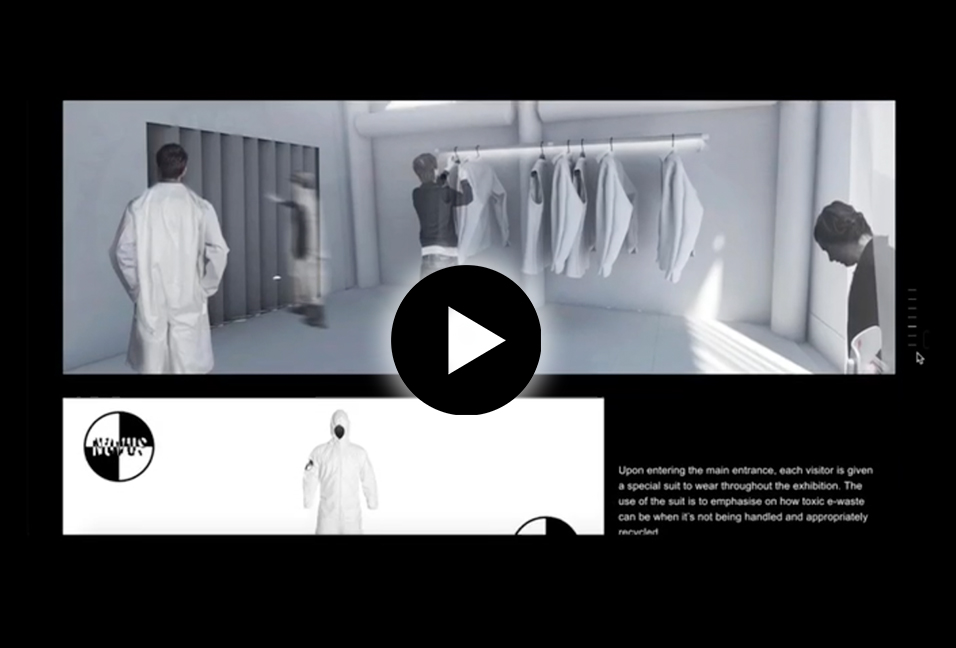 Upon entering the main entrance, each visitor is given
a special suit to wear throughout the exhibition. The
use of the suit is to emphasise on how toxic e-waste
can be when it's not being handled and appropriately
recycled